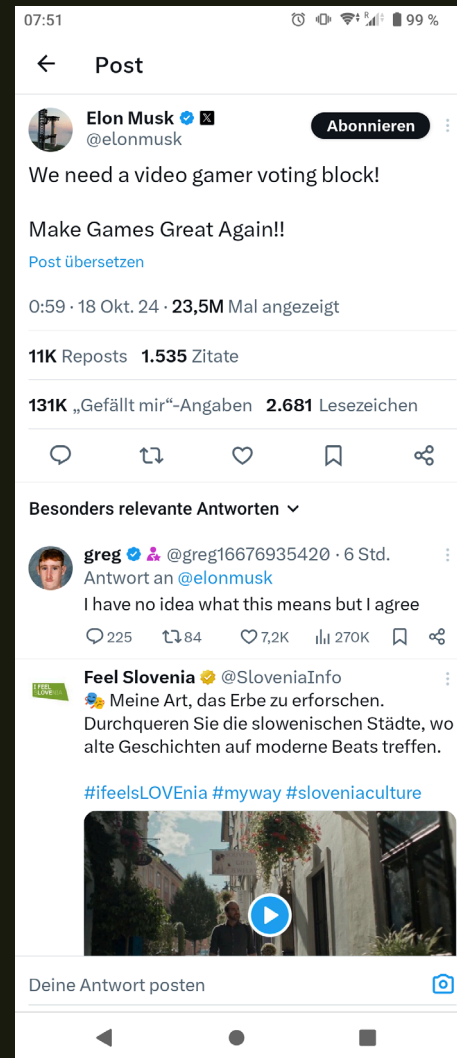 07:51
R
99 %
Post
Elon Musk
X
@elonmusk
Abonnieren
We need a video gamer voting block!
Make Games Great Again!!
Post übersetzen
0:59 · 18 Okt. 24 · 23,5M Mal angezeigt
11K Reposts 1.535 Zitate
131K „Gefällt mir“-Angaben 2.681 Lesezeichen
Besonders relevante Antworten
greg @greg16676935420 · 6 Std.
Antwort an @elonmusk
I have no idea what this means but I agree
225 84 7,2K 270K
I FEEL
SLOVENIA
Feel Slovenia @SloveniaInfo
🎭 Meine Art, das Erbe zu erforschen.
Durchqueren Sie die slowenischen Städte, wo
alte Geschichten auf moderne Beats treffen.
#ifeelsLOVEnia #myway #sloveniaculture
Deine Antwort posten